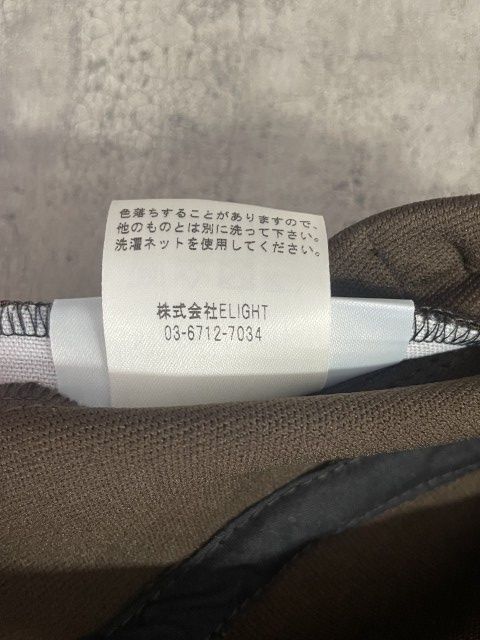 色落ちすることがありますので、
他のものとは別に洗って下さい。
洗濯ネットを使用してください。
株式会社ELIGHT
03-6712-7034